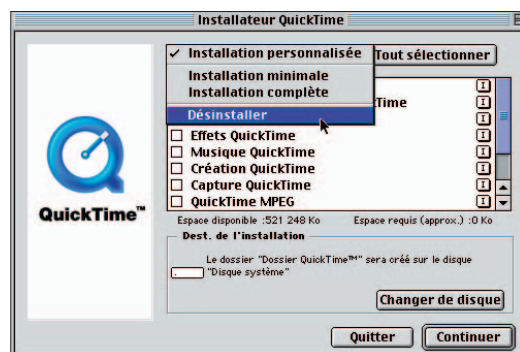 Installateur QuickTime
✓ Installation personnalisée
Tout sélectionner
Installation minimale
Installation complète
Time
Désinstaller
Effets QuickTime
Musique QuickTime
Création QuickTime
Capture QuickTime
QuickTime MPEG
QuickTime™
Espace disponible :521 248 Ko Espace requis (approx.) :0 Ko
Dest. de l'installation
Le dossier "Dossier QuickTime™" sera créé sur le disque
"Disque système"
Changer de disque
Quitter Continuer